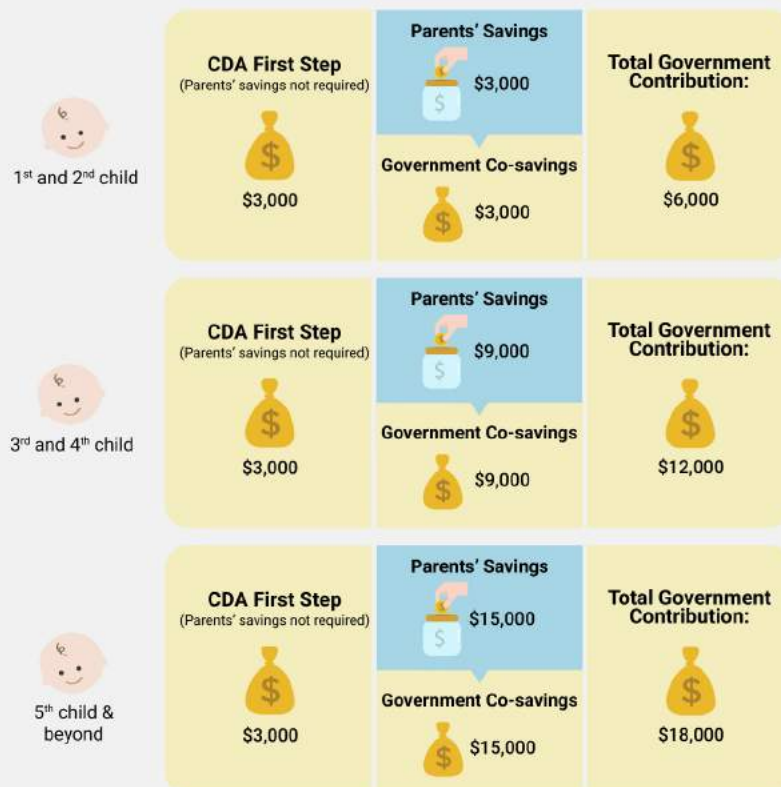 1st and 2nd child
CDA First Step
(Parents' savings not required)
$
$3,000
Parents' Savings
$
$3,000
Government Co-savings
$
$3,000
Total Government
Contribution:
$
$6,000
3rd and 4th child
CDA First Step
(Parents' savings not required)
$
$3,000
Parents' Savings
$
$9,000
Government Co-savings
$
$9,000
Total Government
Contribution:
$
$12,000
5th child &
beyond
CDA First Step
(Parents' savings not required)
$
$3,000
Parents' Savings
$
$15,000
Government Co-savings
$
$15,000
Total Government
Contribution:
$
$18,000